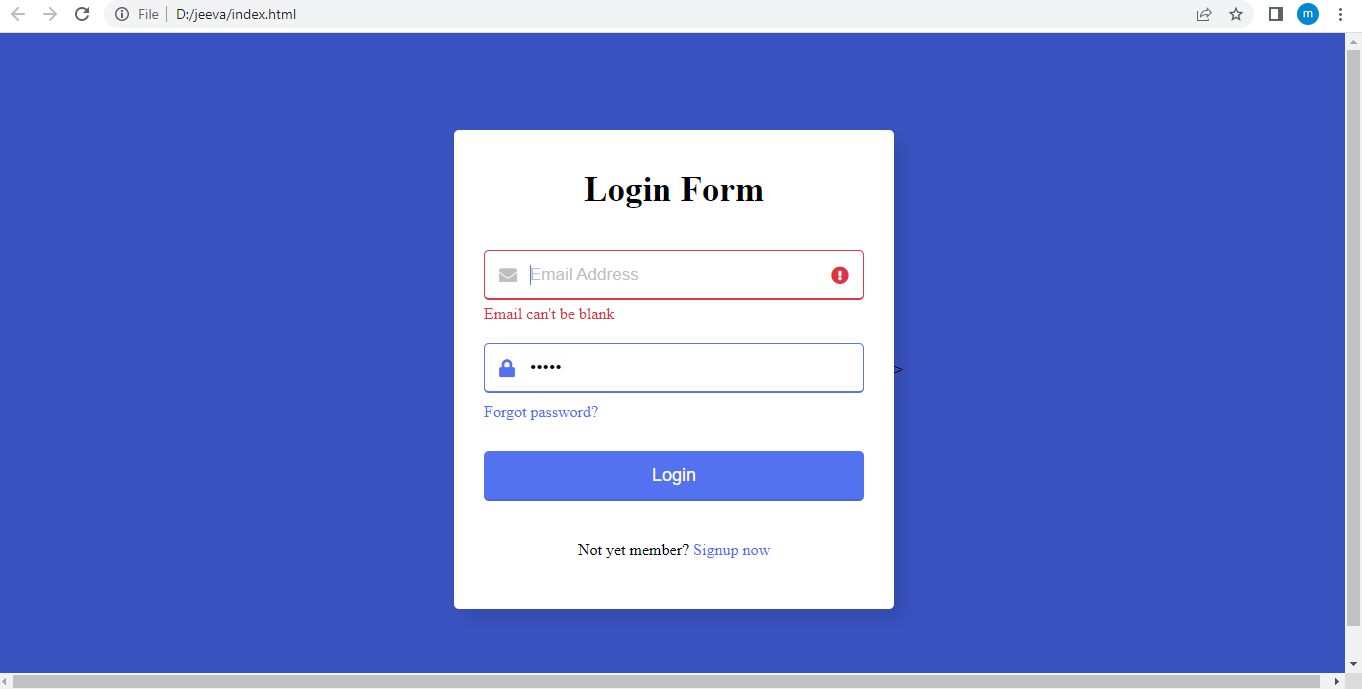 File D:/jeeva/index.html m
Login Form
Email Address
Email can't be blank
•••••
>
Forgot password?
Login
Not yet member? Signup now